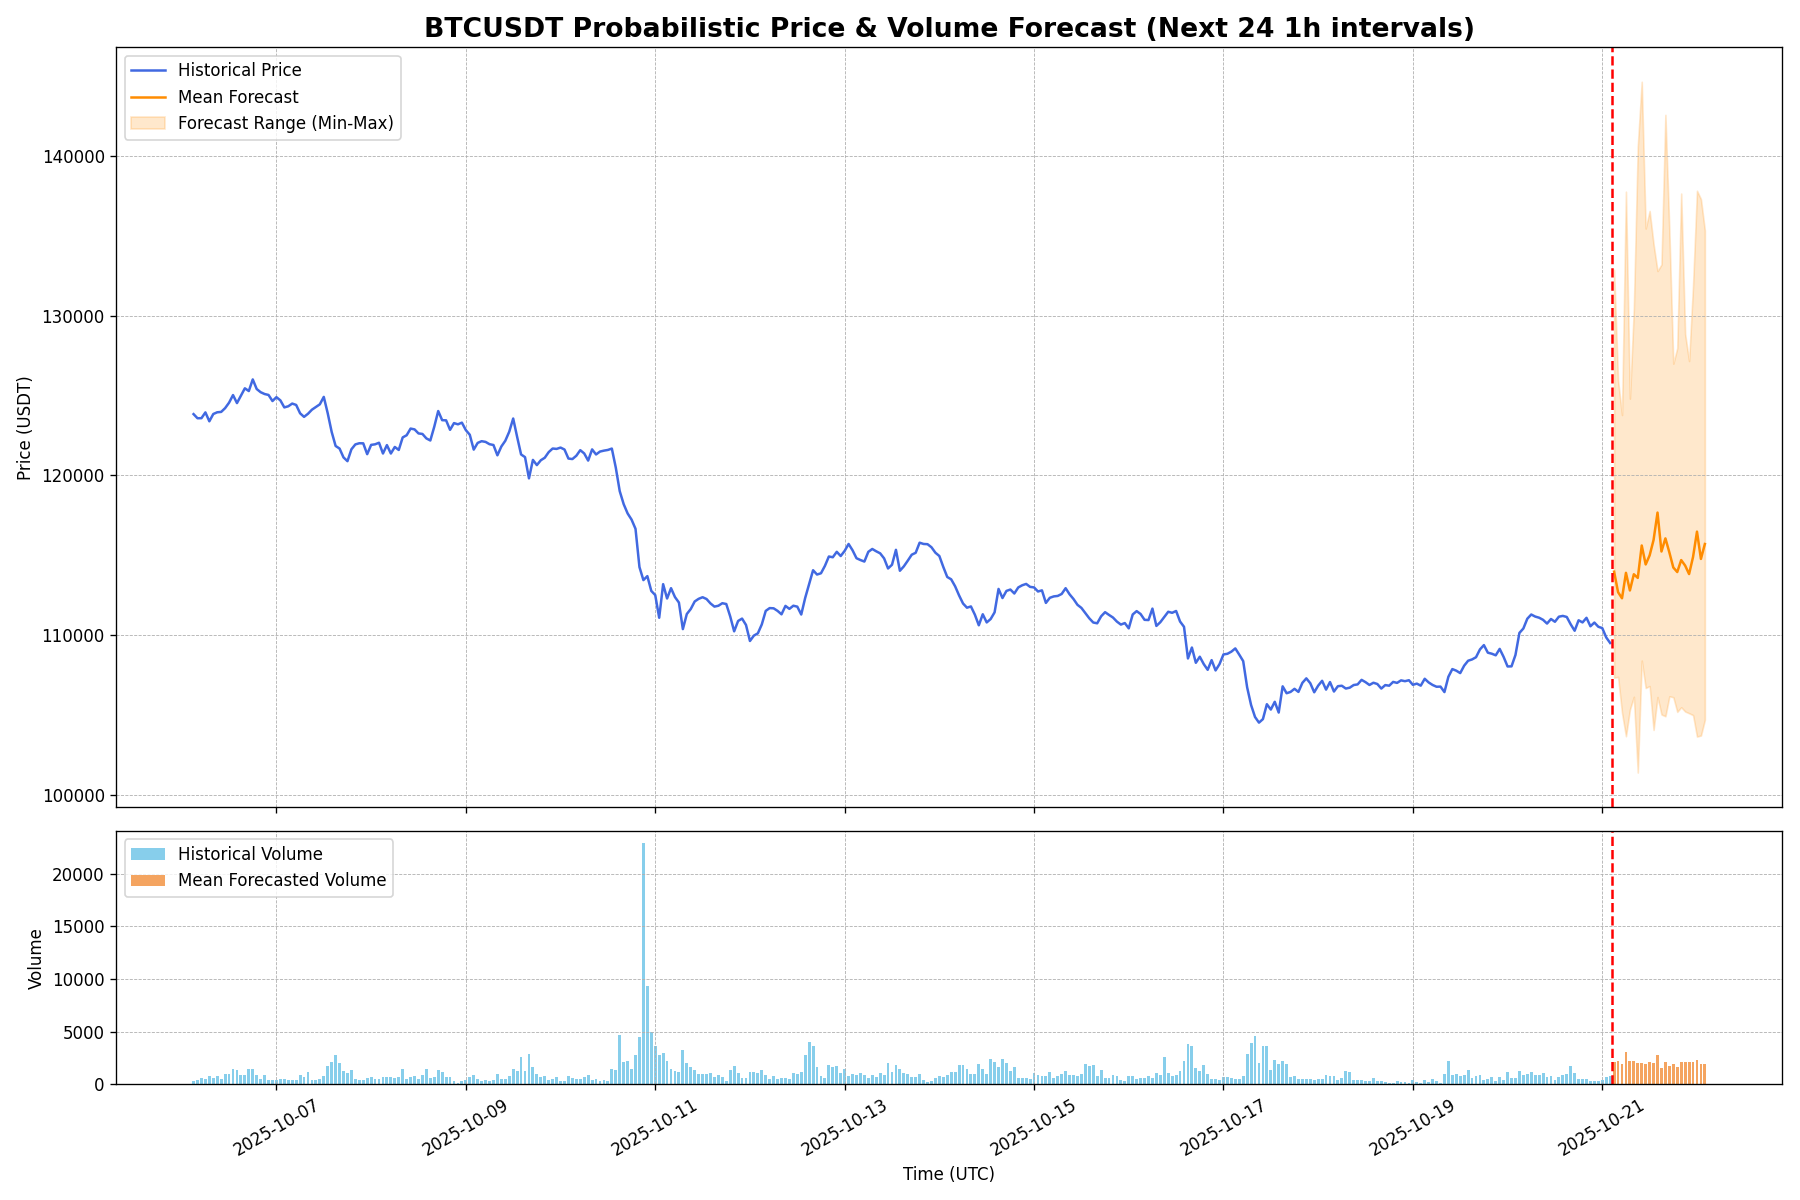 BTCUSDT Probabilistic Price & Volume Forecast (Next 24 1h intervals)
Historical Price
Mean Forecast
Forecast Range (Min-Max)
140000
130000
120000
110000
100000
Price (USDT)
Historical Volume
Mean Forecasted Volume
20000
15000
10000
5000
0
Volume
2025-10-07
2025-10-09
2025-10-11
2025-10-13
2025-10-15
2025-10-17
2025-10-19
2025-10-21
Time (UTC)